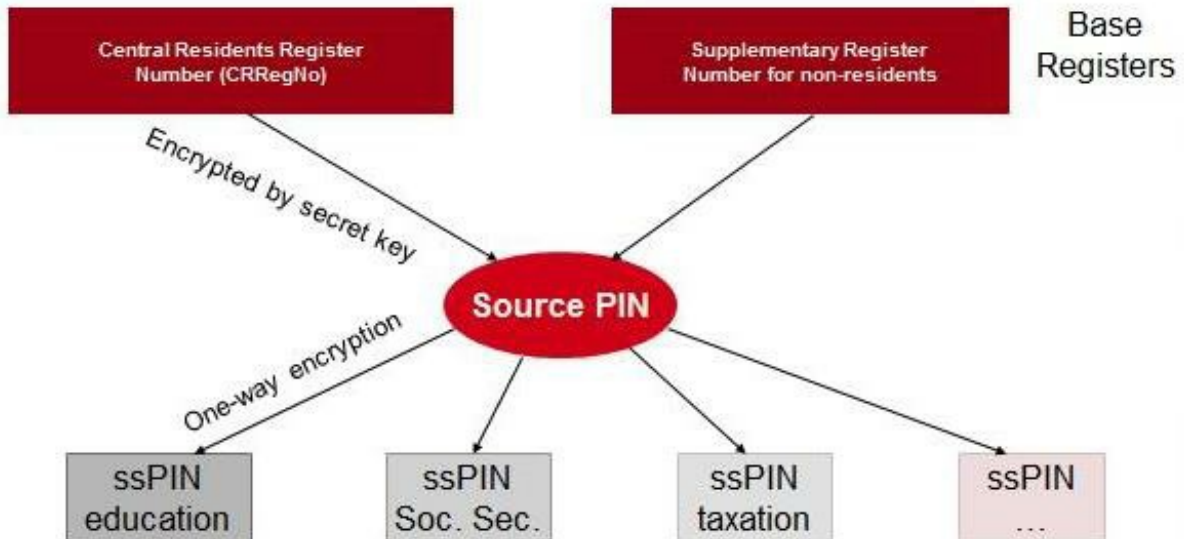 Central Residents Register
Number (CRRegNo)
Supplementary Register
Number for non-residents
Base
Registers
Encrypted by secret key
Source PIN
One-way encryption
ssPIN
education
ssPIN
Soc. Sec.
ssPIN
taxation
ssPIN
...